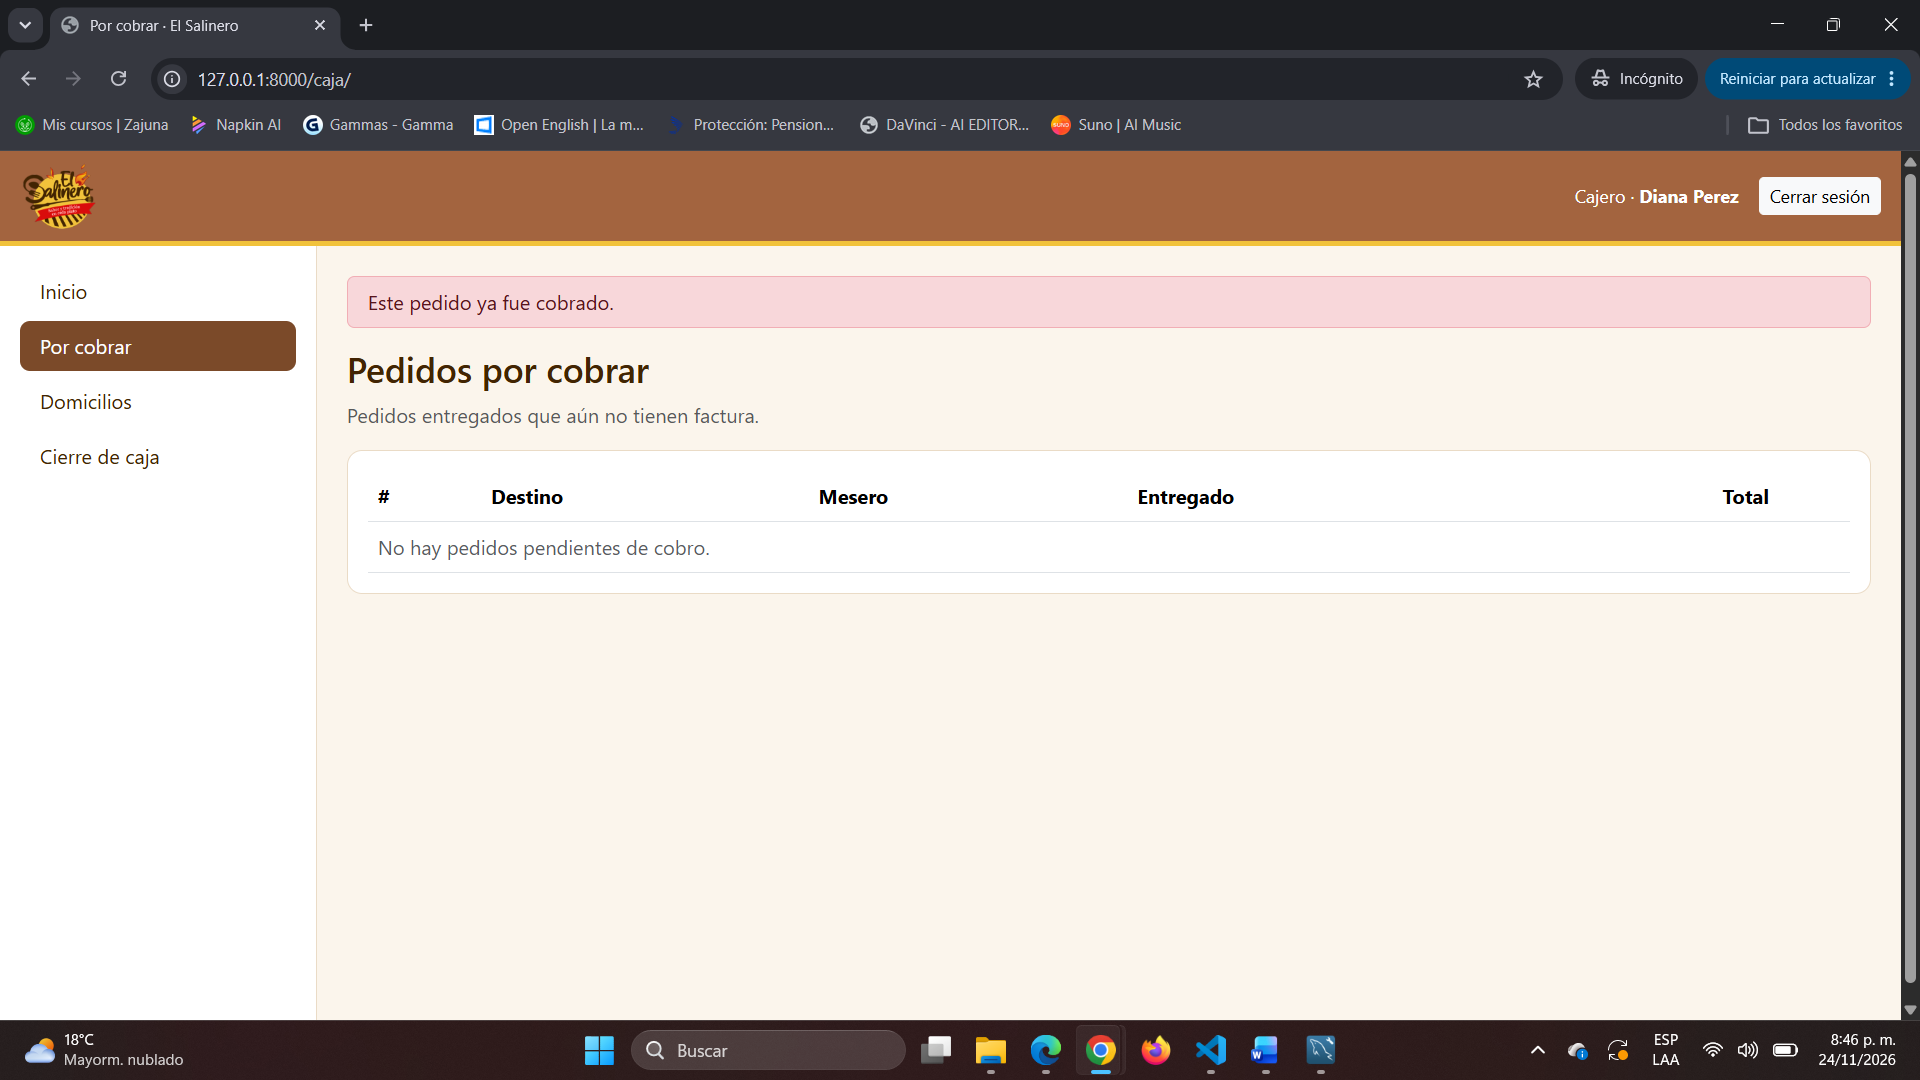 Por cobrar · El Salinero
127.0.0.1:8000/caja/
Incógnito
Reiniciar para actualizar
Mis cursos | Zajuna
Napkin AI
Gammas - Gamma
Open English | La m...
Protección: Pension...
DaVinci - AI EDITOR...
Suno | AI Music
Todos los favoritos
El
Salinero
Cajero · Diana Perez
Cerrar sesión
Inicio
Por cobrar
Domicilios
Cierre de caja
Este pedido ya fue cobrado.
Pedidos por cobrar
Pedidos entregados que aún no tienen factura.
# Destino Mesero Entregado Total
No hay pedidos pendientes de cobro.
18°C
Mayorm. nublado
Buscar
ESP
LAA
8:46 p. m.
24/11/2026